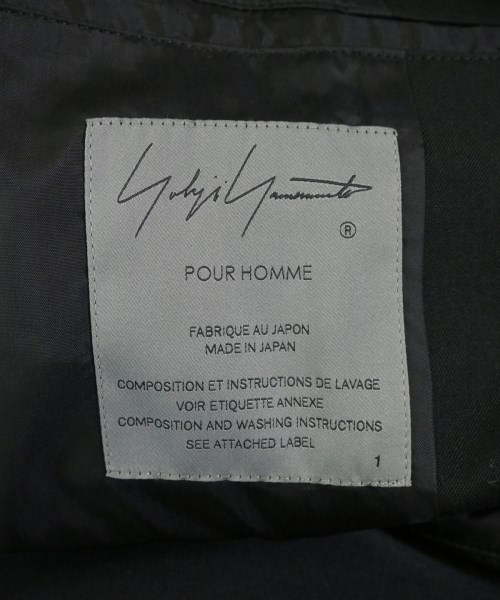 Yohji Yamamoto
®
POUR HOMME
FABRIQUE AU JAPON
MADE IN JAPAN
COMPOSITION ET INSTRUCTIONS DE LAVAGE
VOIR ETIQUETTE ANNEXE
COMPOSITION AND WASHING INSTRUCTIONS
SEE ATTACHED LABEL
1